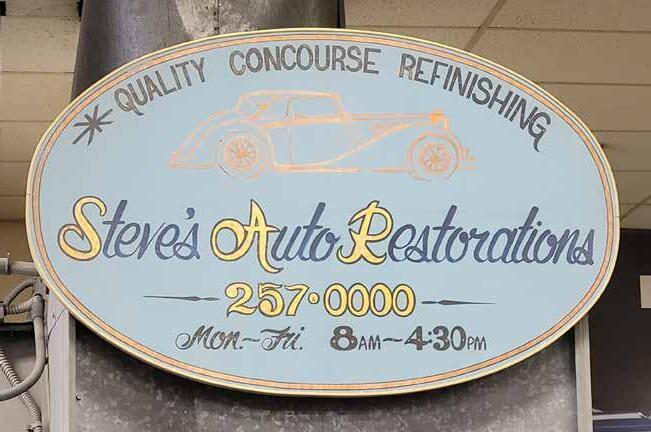 * QUALITY CONCOURSE REFINISHING
Steve's Auto Restorations
257•0000
Mon.~Fri. 8AM~4:30PM